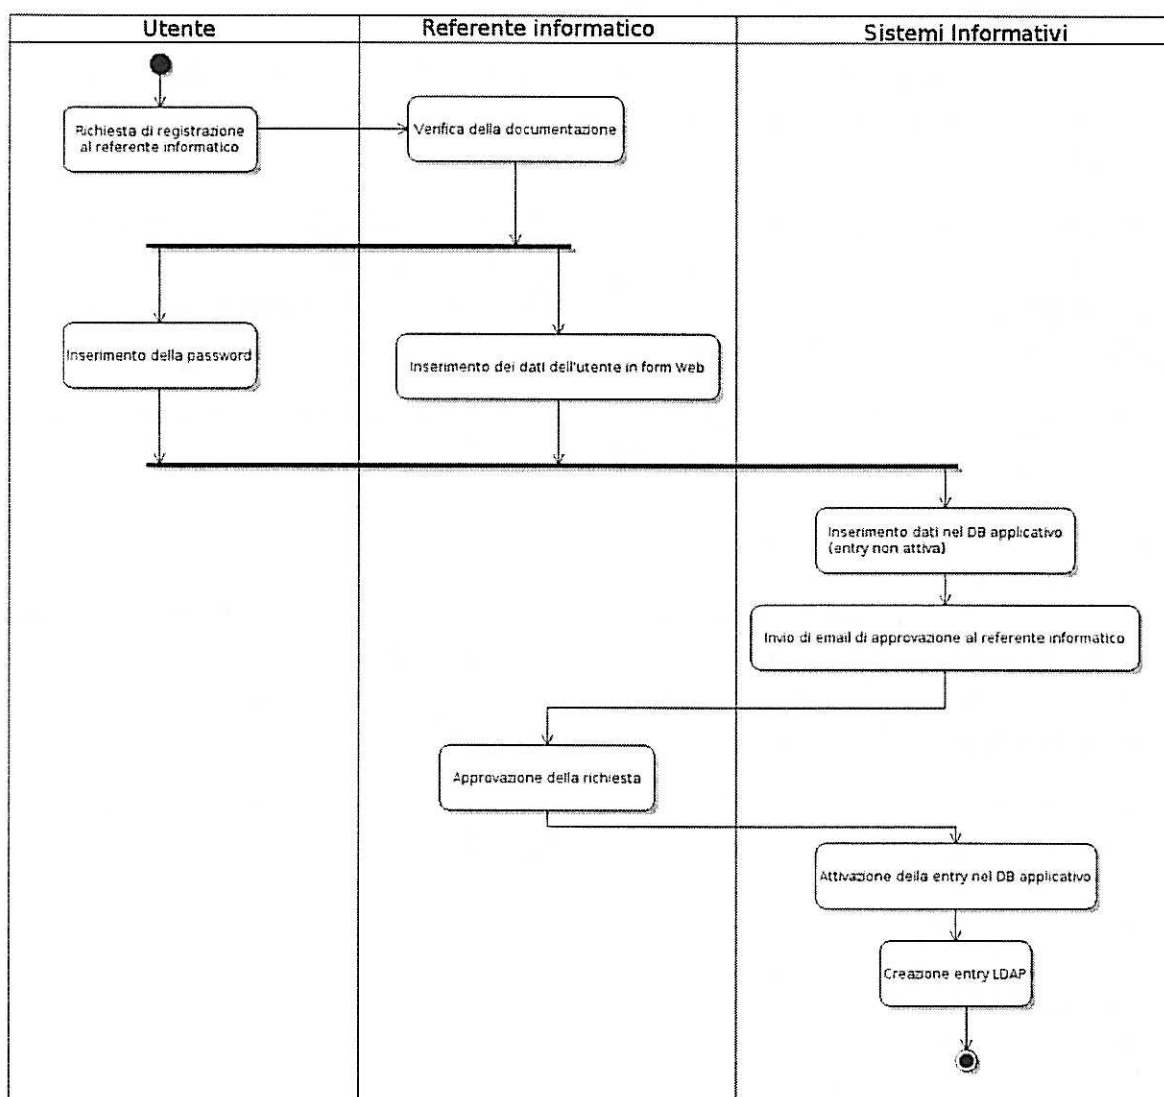 Utente
Referente informatico
Sistemi Informativi
Richiesta di registrazione
al referente informatico
Verifica della documentazione
Inserimento della password
Inserimento dei dati dell'utente in form Web
Inserimento dati nel DB applicativo
(entry non attiva)
Invio di email di approvazione al referente informatico
Approvazione della richiesta
Attivazione della entry nel DB applicativo
Creazione entry LDAP